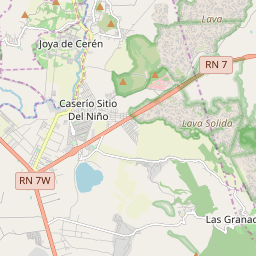 Lava
Joya de Cerén
RN 7
Caserío Sitio
Del Niño
Lava Solida
RN 7W
Las Granad